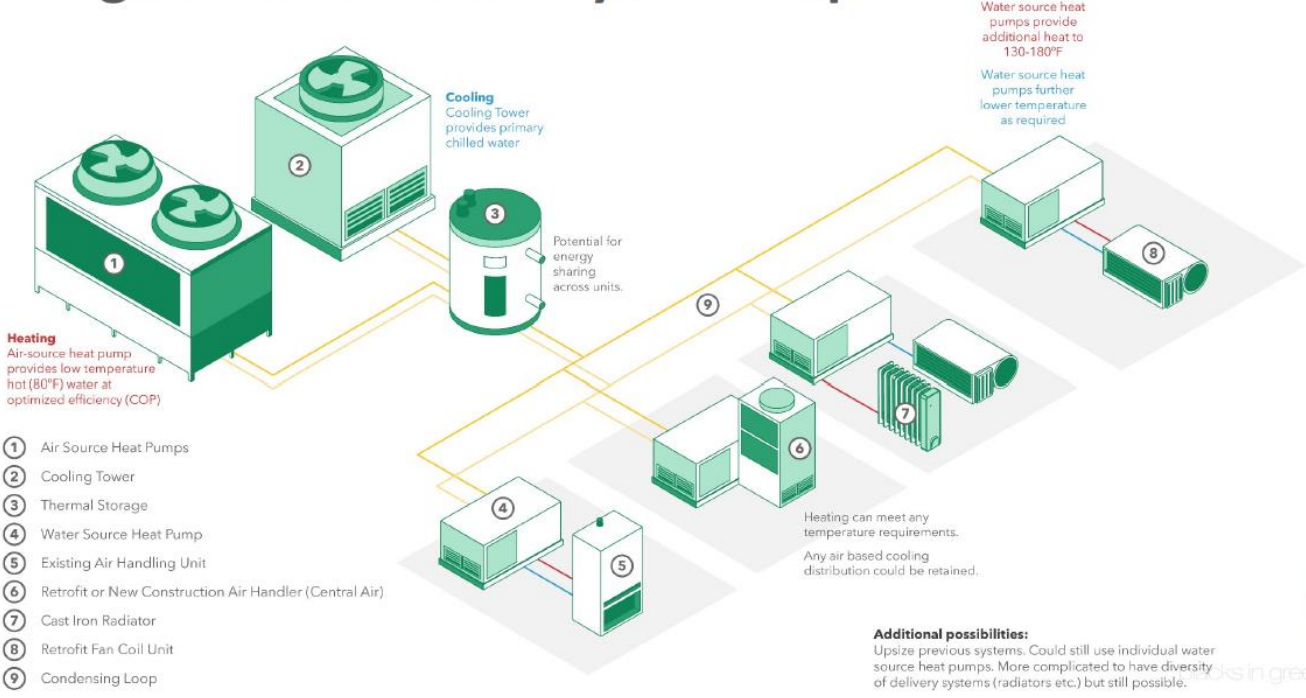 Water source heat
pumps provide
additional heat to
130-180°F
Water source heat
pumps further
lower temperature
as required
Cooling
Cooling Tower
provides primary
chilled water
2
1
3
Potential for
energy
sharing
across units.
8
9
Heating
Air-source heat pump
provides low temperature
hot (80°F) water at
optimized efficiency (COP)
7
6
4
5
Heating can meet any
temperature requirements.
Any air based cooling
distribution could be retained.
1 Air Source Heat Pumps
2 Cooling Tower
3 Thermal Storage
4 Water Source Heat Pump
5 Existing Air Handling Unit
6 Retrofit or New Construction Air Handler (Central Air)
7 Cast Iron Radiator
8 Retrofit Fan Coil Unit
9 Condensing Loop
Additional possibilities:
Upsize previous systems. Could still use individual water
source heat pumps. More complicated to have diversity
of delivery systems (radiators etc.) but still possible.